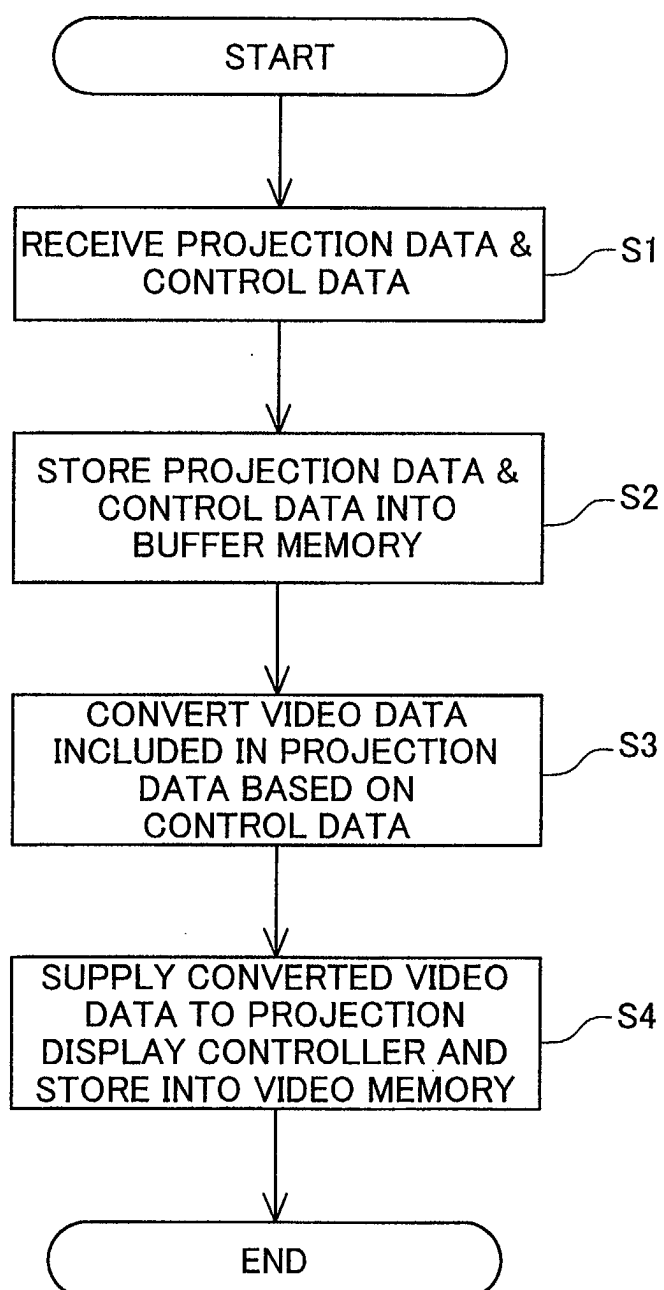 START
RECEIVE PROJECTION DATA &
CONTROL DATA
S1
STORE PROJECTION DATA &
CONTROL DATA INTO
BUFFER MEMORY
S2
CONVERT VIDEO DATA
INCLUDED IN PROJECTION
DATA BASED ON
CONTROL DATA
S3
SUPPLY CONVERTED VIDEO
DATA TO PROJECTION
DISPLAY CONTROLLER AND
STORE INTO VIDEO MEMORY
S4
END